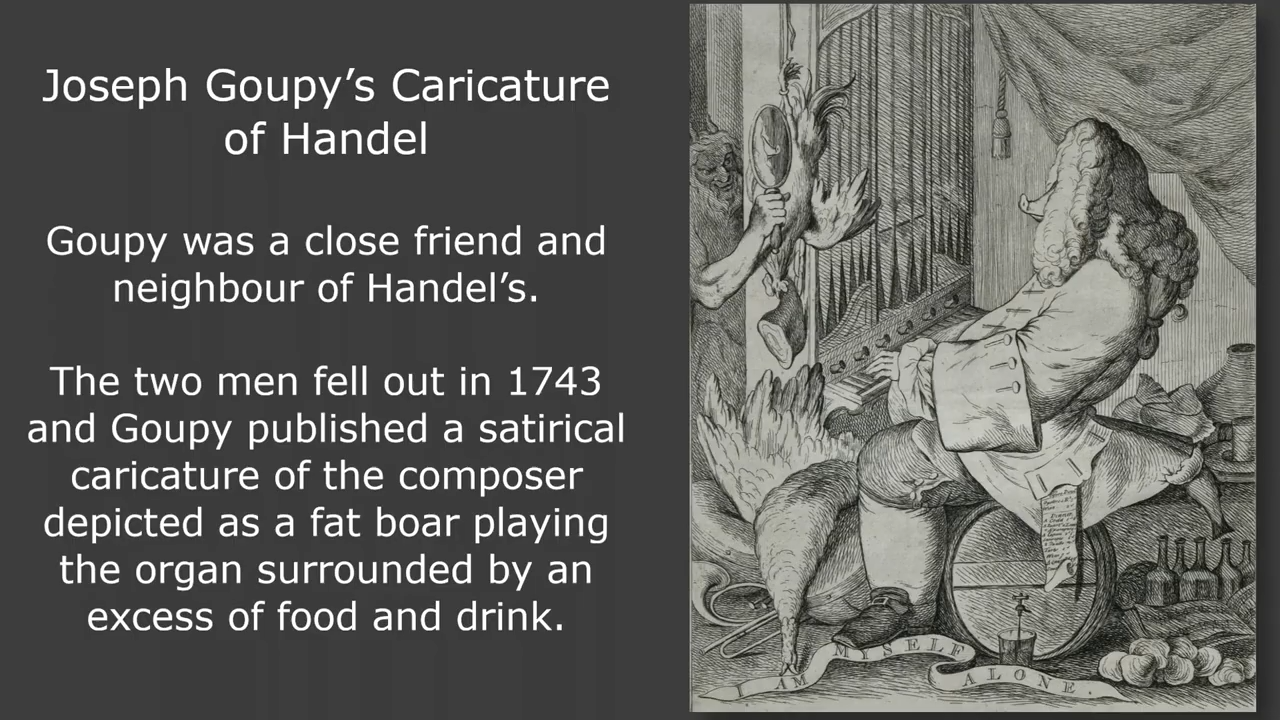 Joseph Goupy’s Caricature
of Handel
Goupy was a close friend and
neighbour of Handel’s.
The two men fell out in 1743
and Goupy published a satirical
caricature of the composer
depicted as a fat boar playing
the organ surrounded by an
excess of food and drink.
I AM MISELF ALONE.